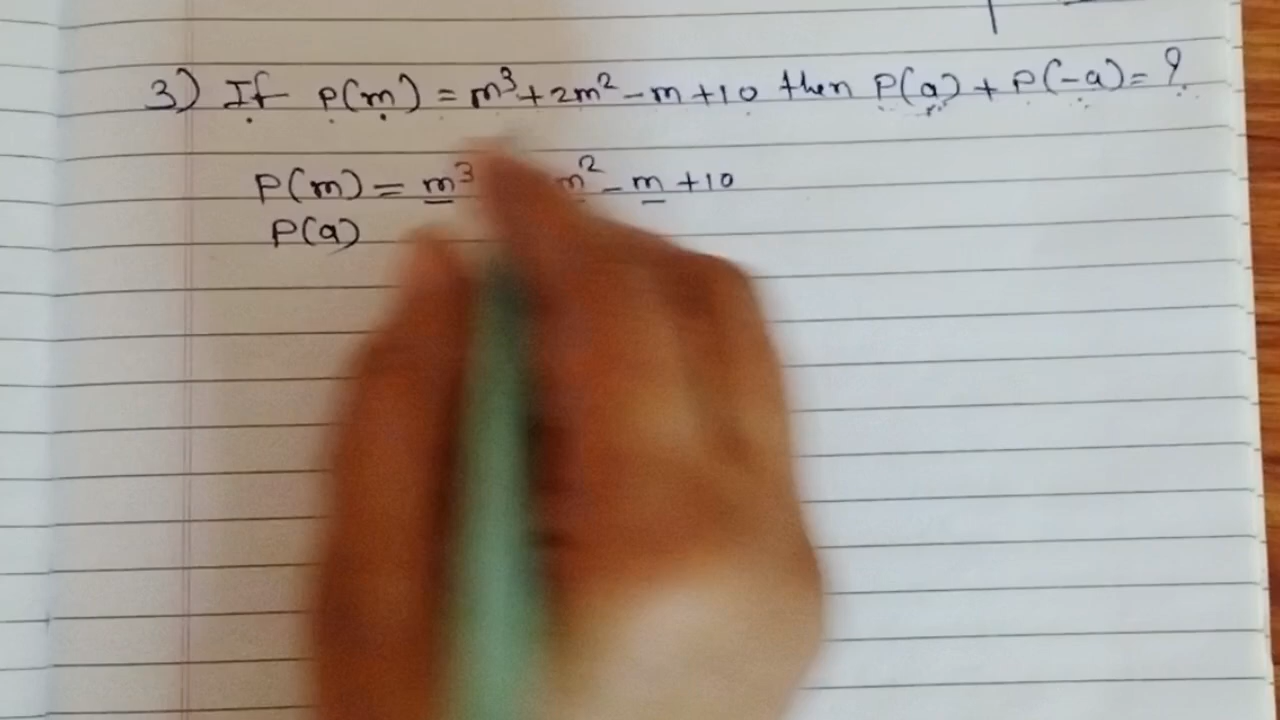 3) If P(m) = m³+2m²-m+10 then P(a) + P(-a) = ?
P(m) = m³ m² - m +10
P(a)